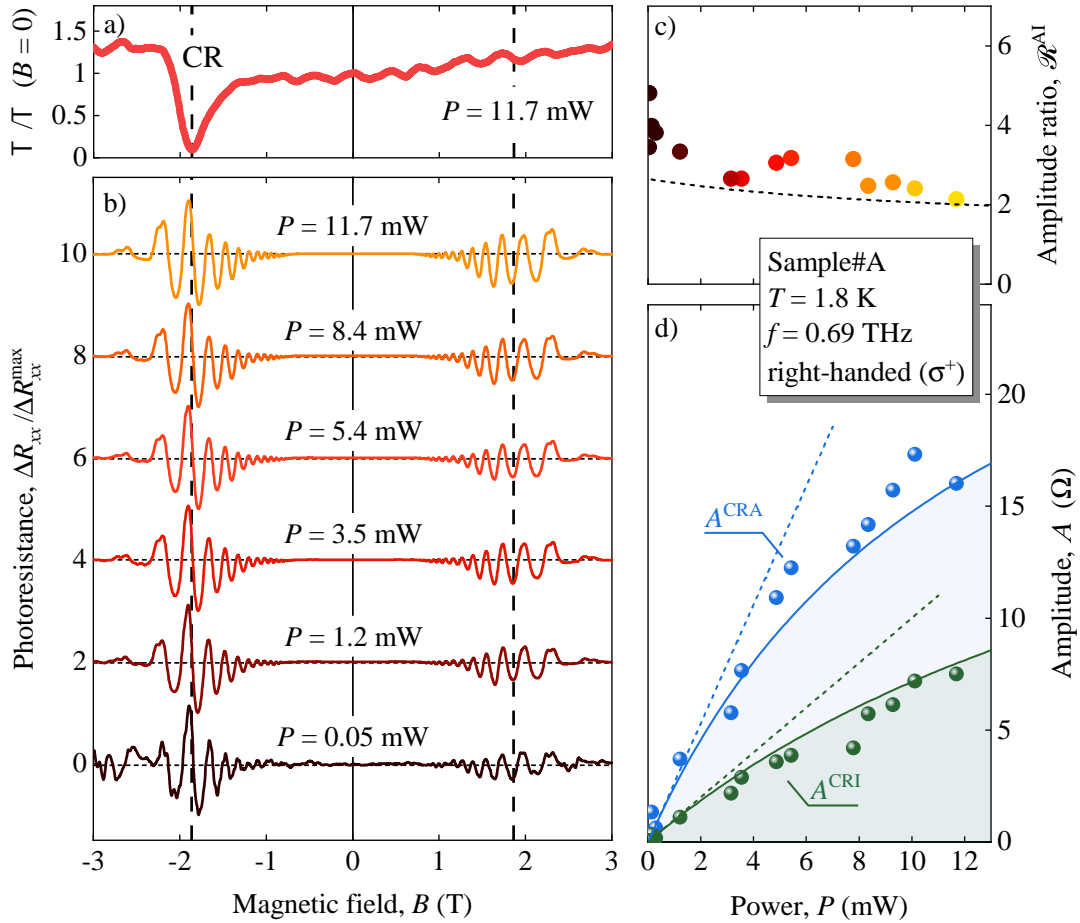 a)
T /T (B = 0)
1.5
1
0.5
0
CR
P = 11.7 mW
b)
Photoresistance, ΔRxx /ΔRxx^max
10
8
6
4
2
0
P = 11.7 mW
P = 8.4 mW
P = 5.4 mW
P = 3.5 mW
P = 1.2 mW
P = 0.05 mW
-3 -2 -1 0 1 2 3
Magnetic field, B (T)
c)
6
4
2
0
Amplitude ratio, ℛ^AI
Sample#A
T = 1.8 K
f = 0.69 THz
right-handed (σ⁺)
d)
A^CRA
A^CRI
20
15
10
5
0
Amplitude, A (Ω)
0 2 4 6 8 10 12
Power, P (mW)